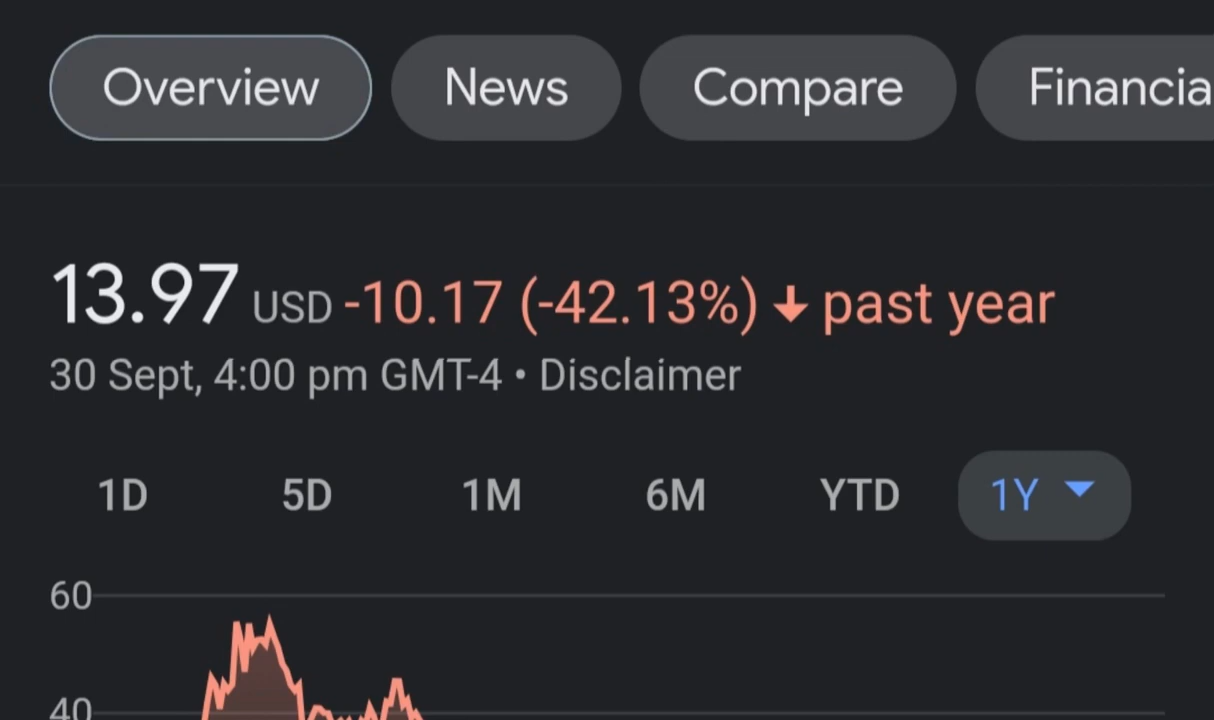 Overview News Compare Financia
13.97 USD -10.17 (-42.13%) ↓ past year
30 Sept, 4:00 pm GMT-4 • Disclaimer
1D 5D 1M 6M YTD 1Y
60
40